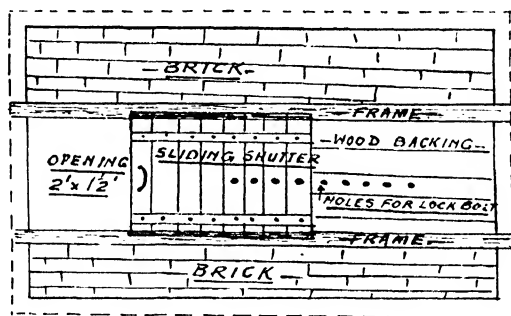 BRICK
FRAME
WOOD BACKING
SLIDING SHUTTER
OPENING
2'x 1½'
HOLES FOR LOCK BOLT
FRAME
BRICK